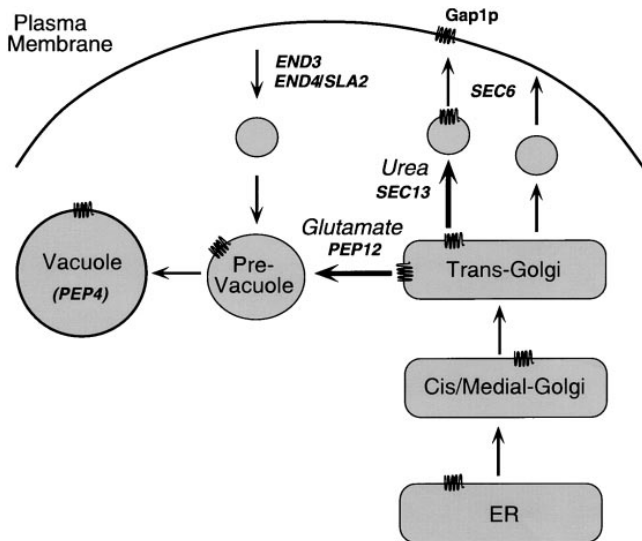 Plasma
Membrane
Gap1p
END3
END4/SLA2
SEC6
Urea
SEC13
Glutamate
PEP12
Vacuole
(PEP4)
Pre-
Vacuole
Trans-Golgi
Cis/Medial-Golgi
ER